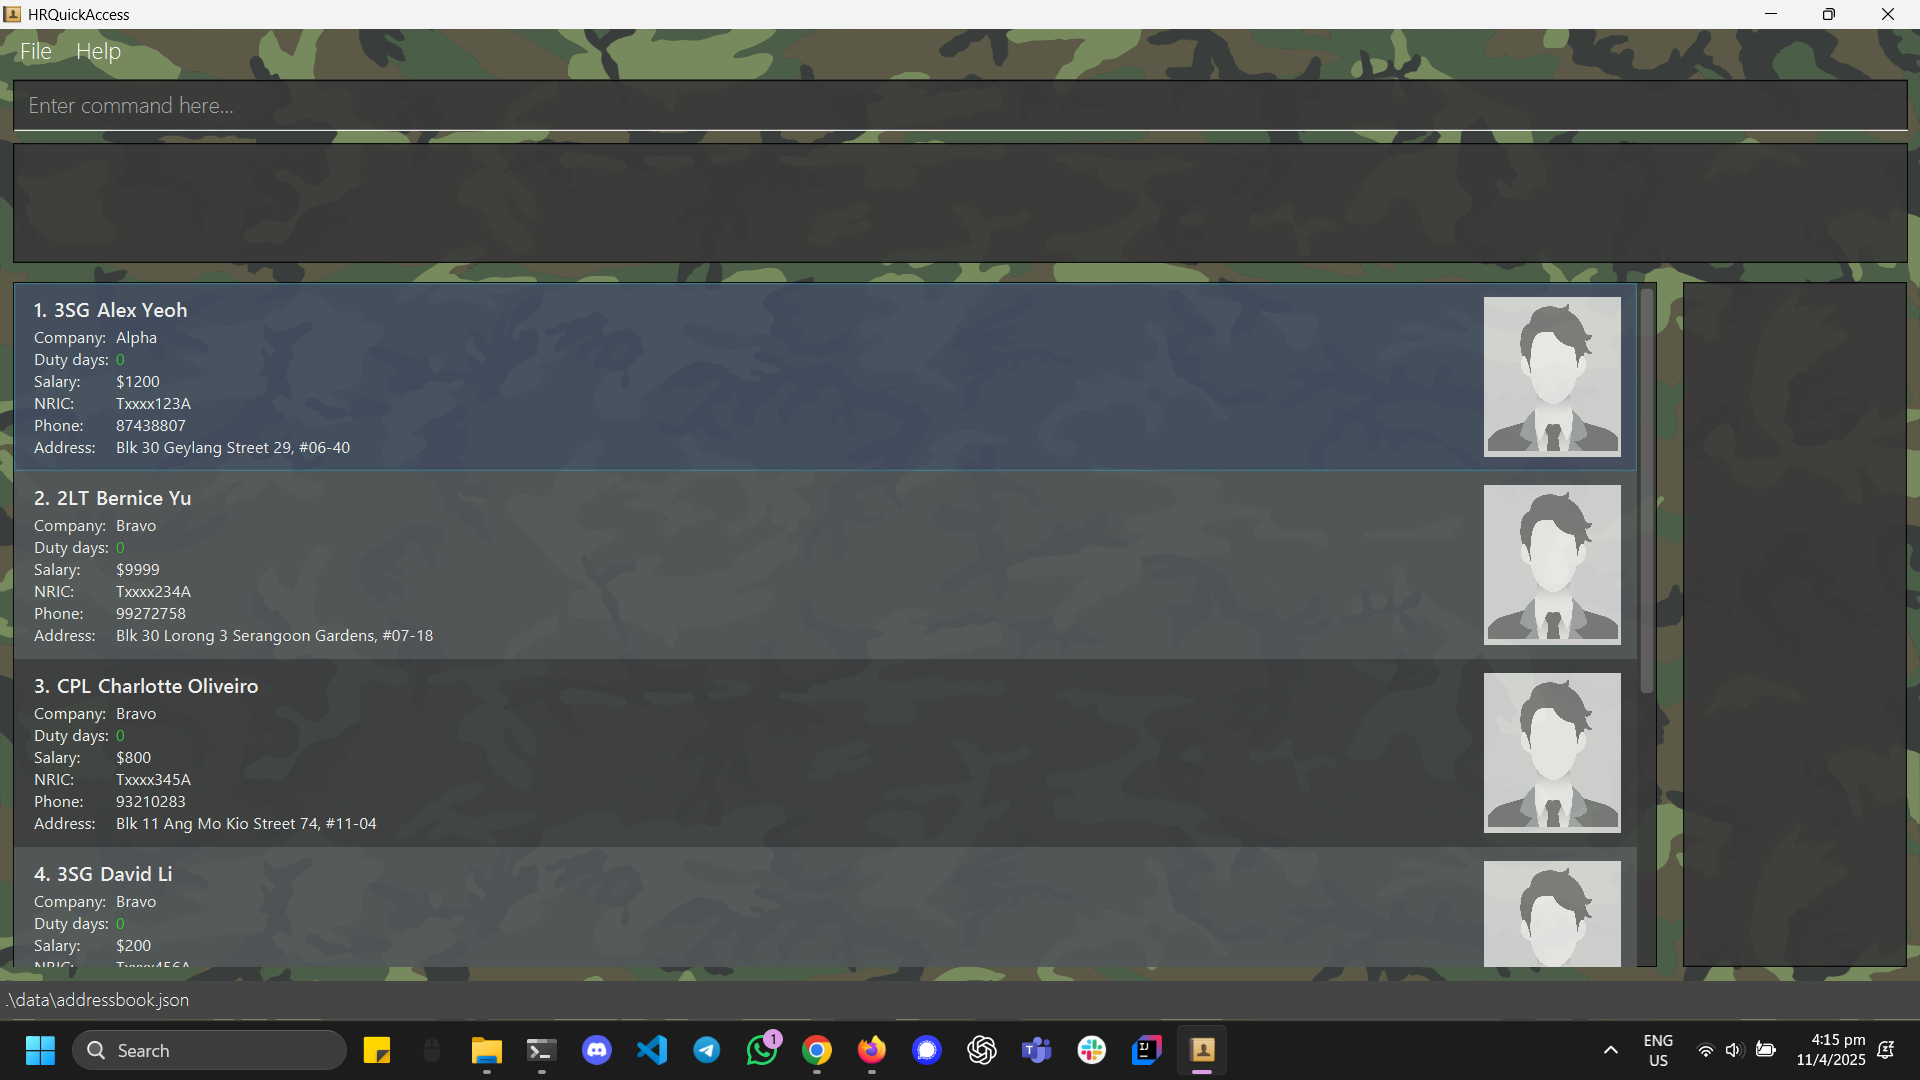 HRQuickAccess
File Help
Enter command here...
1. 3SG Alex Yeoh
Company: Alpha
Duty days: 0
Salary: $1200
NRIC: Txxxx123A
Phone: 87438807
Address: Blk 30 Geylang Street 29, #06-40
2. 2LT Bernice Yu
Company: Bravo
Duty days: 0
Salary: $9999
NRIC: Txxxx234A
Phone: 99272758
Address: Blk 30 Lorong 3 Serangoon Gardens, #07-18
3. CPL Charlotte Oliveiro
Company: Bravo
Duty days: 0
Salary: $800
NRIC: Txxxx345A
Phone: 93210283
Address: Blk 11 Ang Mo Kio Street 74, #11-04
4. 3SG David Li
Company: Bravo
Duty days: 0
Salary: $200
NRIC: Txxxx456A
.\data\addressbook.json
Search
1
ENG
US
4:15 pm
11/4/2025